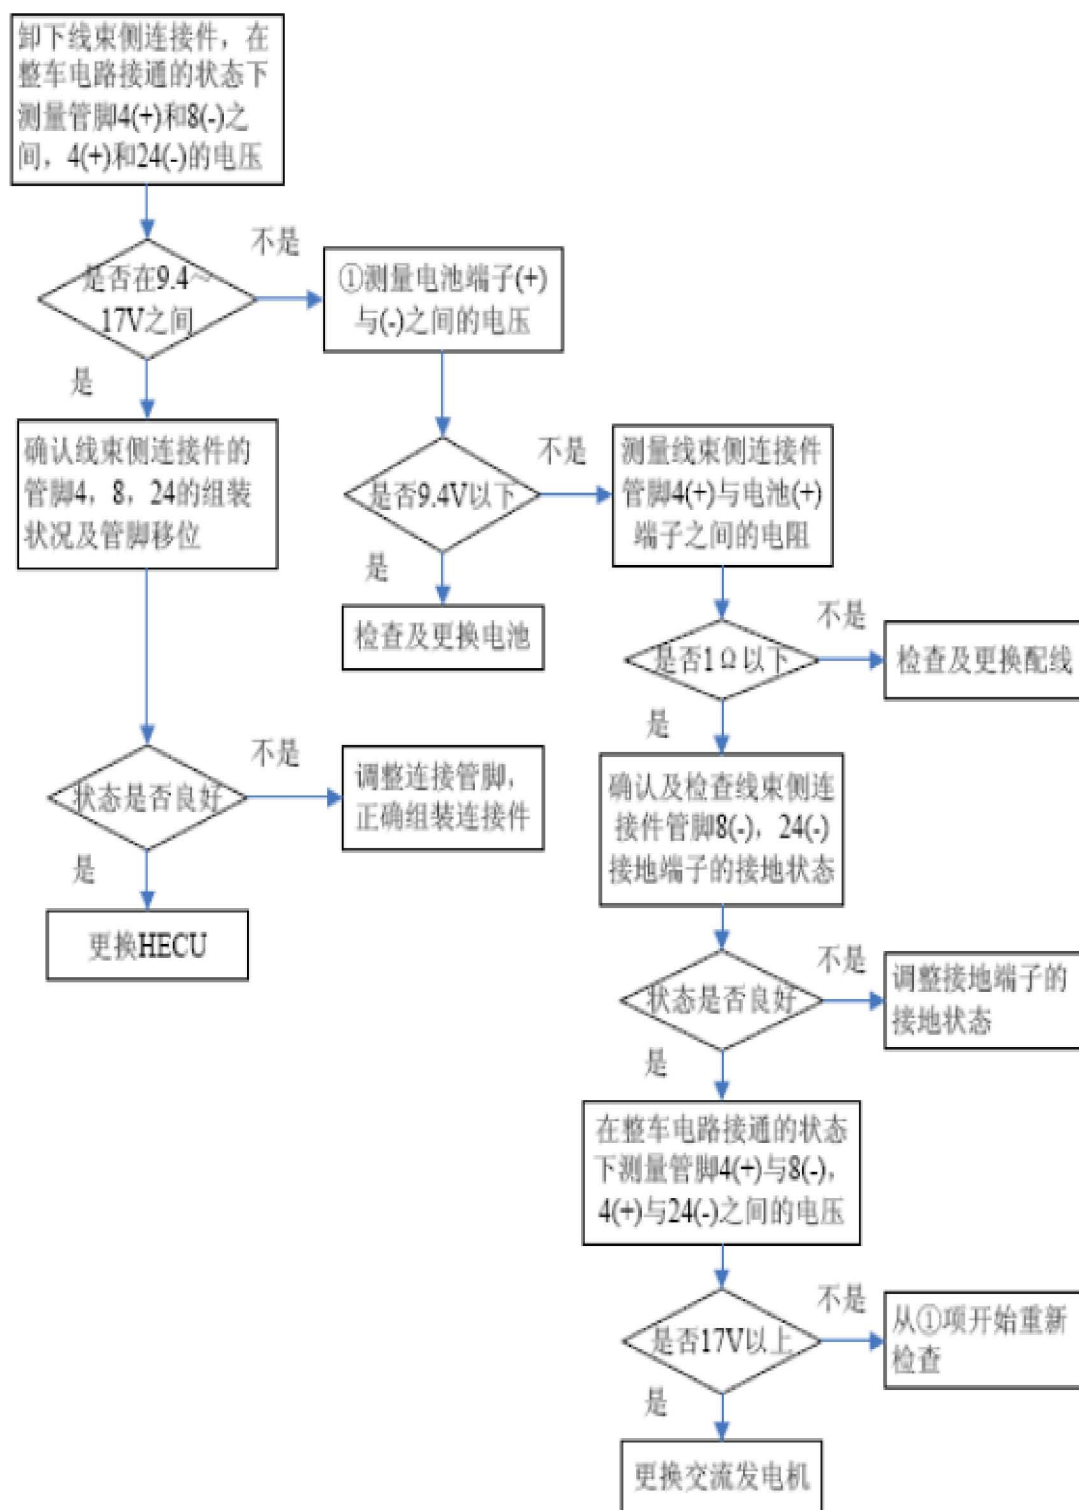 卸下线束侧连接件，在
整车电路接通的状态下
测量管脚4(+)和8(-)之
间，4(+)和24(-)的电压
不是
是否在9.4～
17V之间
①测量电池端子(+)
与(-)之间的电压
是
确认线束侧连接件的
管脚4，8，24的组装
状况及管脚移位
不是
是否9.4V以下
测量线束侧连接件
管脚4(+)与电池(+)
端子之间的电阻
是
检查及更换电池
不是
是否1Ω以下
检查及更换配线
是
不是
状态是否良好
调整连接管脚，
正确组装连接件
确认及检查线束侧连
接件管脚8(-)，24(-)
接地端子的接地状态
是
更换HECU
不是
状态是否良好
调整接地端子的
接地状态
是
在整车电路接通的状态
下测量管脚4(+)与8(-)，
4(+)与24(-)之间的电压
不是
是否17V以上
从①项开始重新
检查
是
更换交流发电机